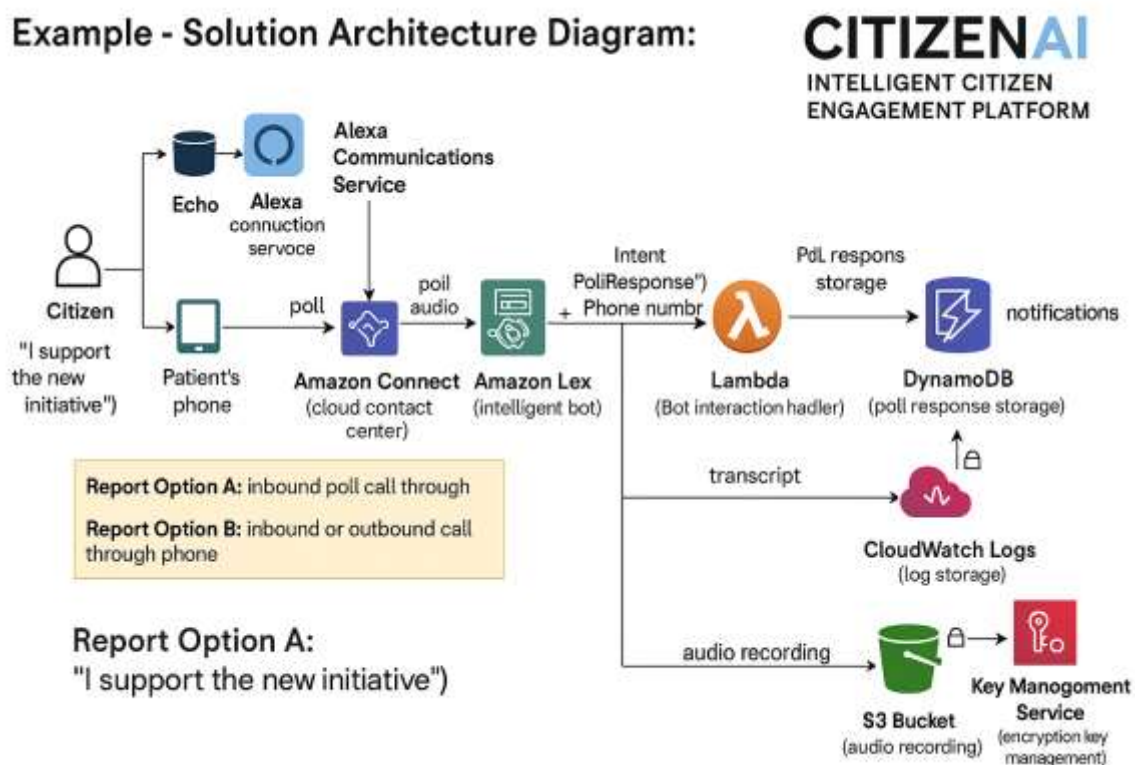 Example - Solution Architecture Diagram:
CITIZENAI
INTELLIGENT CITIZEN
ENGAGEMENT PLATFORM
Echo
Alexa
connuction
servoce
Alexa
Communications
Service
Citizen
"I support
the new
initiative")
Patient's
phone
poll
Amazon Connect
(cloud contact
center)
poil
audio
Amazon Lex
(intelligent bot)
+
Intent
PoliResponse")
Phone numbr
Lambda
(Bot interaction hadler)
PdL respons
storage
DynamoDB
(poll response storage)
notifications
transcript
CloudWatch Logs
(log storage)
audio recording
S3 Bucket
(audio recording)
Key Managoment
Service
(encryption key
management)
Report Option A: inbound poll call through
Report Option B: inbound or outbound call
through phone
Report Option A:
"I support the new initiative")